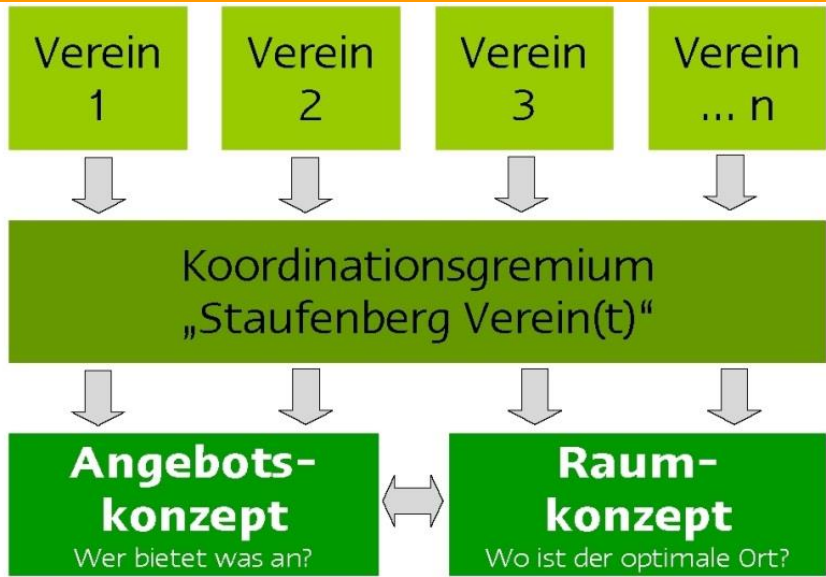 Verein
1
Verein
2
Verein
3
Verein
... n
Koordinationsgremium
„Staufenberg Verein(t)“
Angebots-
konzept
Wer bietet was an?
Raum-
konzept
Wo ist der optimale Ort?